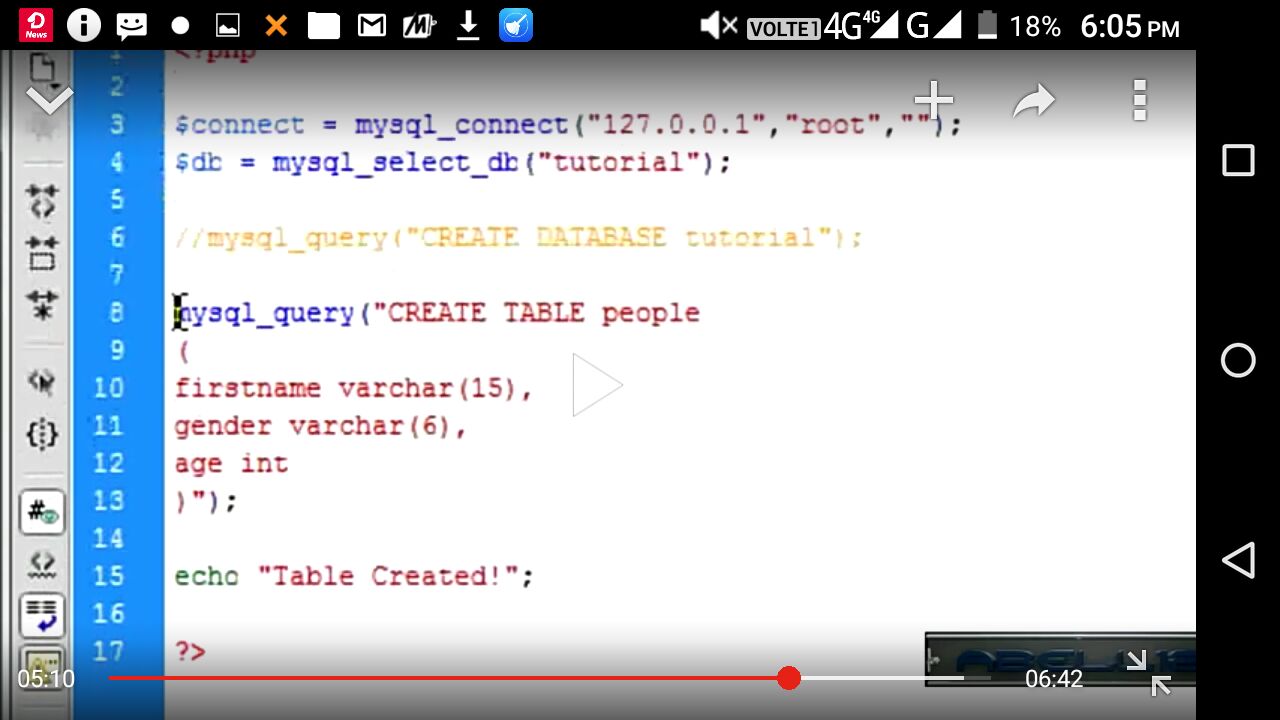 News VOLTE1 4G 4G G 18% 6:05 PM
1 <?php
2
3 $connect = mysql_connect("127.0.0.1","root","");
4 $db = mysql_select_db("tutorial");
5
6 //mysql_query("CREATE DATABASE tutorial");
7
8 mysql_query("CREATE TABLE people
9 (
10 firstname varchar(15),
11 gender varchar(6),
12 age int
13 )");
14
15 echo "Table Created!";
16
17 ?>
05:10 06:42